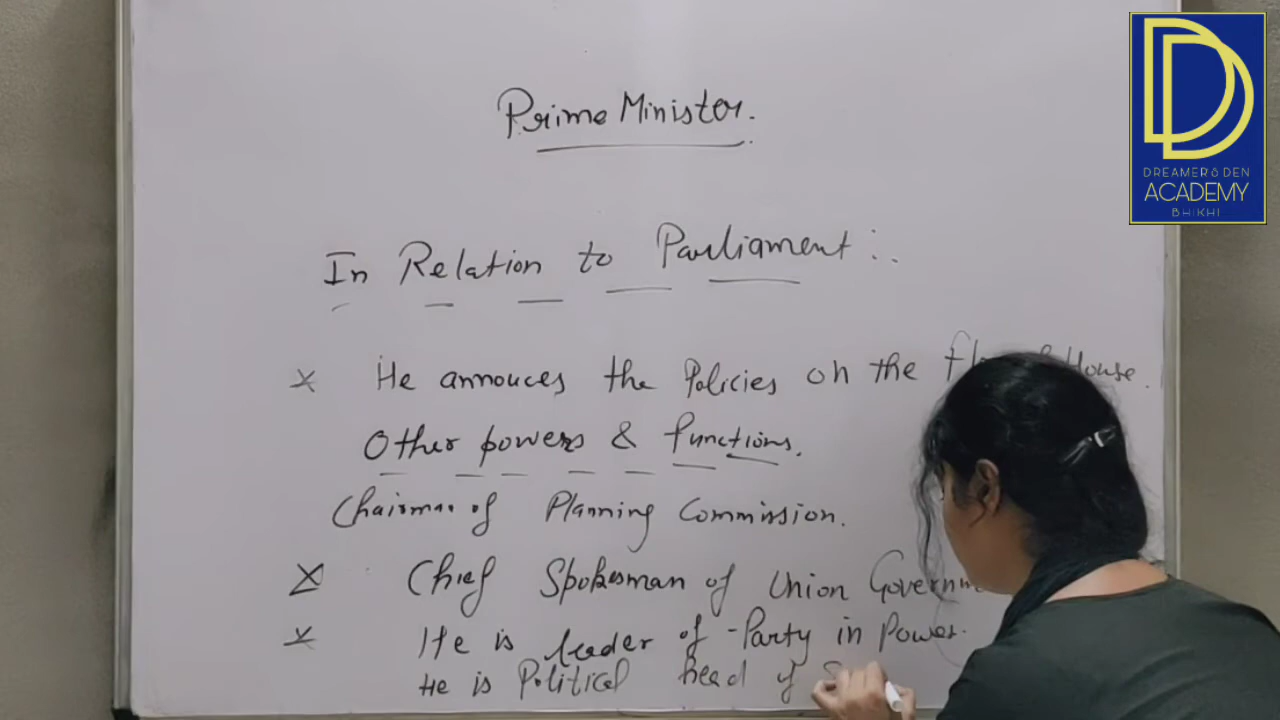 Prime Minister.
In Relation to Parliament :.
x He annouces the Policies on the House.
Other powers & functions.
Chairman of Planning Commission.
x Chief Spokesman of Union
x He is leader of Party in Power.
He is Political head of
DREAMERS DEN
ACADEMY
BHIKHI